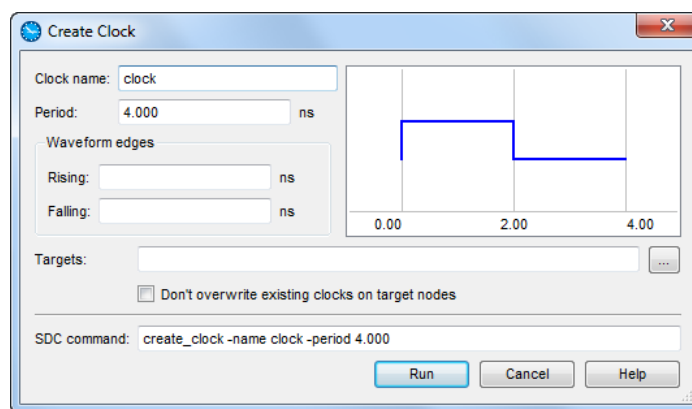 Create Clock
Clock name: clock
Period: 4.000 ns
Waveform edges
Rising: ns
Falling: ns
0.00 2.00 4.00
Targets: ...
Don't overwrite existing clocks on target nodes
SDC command: create_clock -name clock -period 4.000
Run Cancel Help